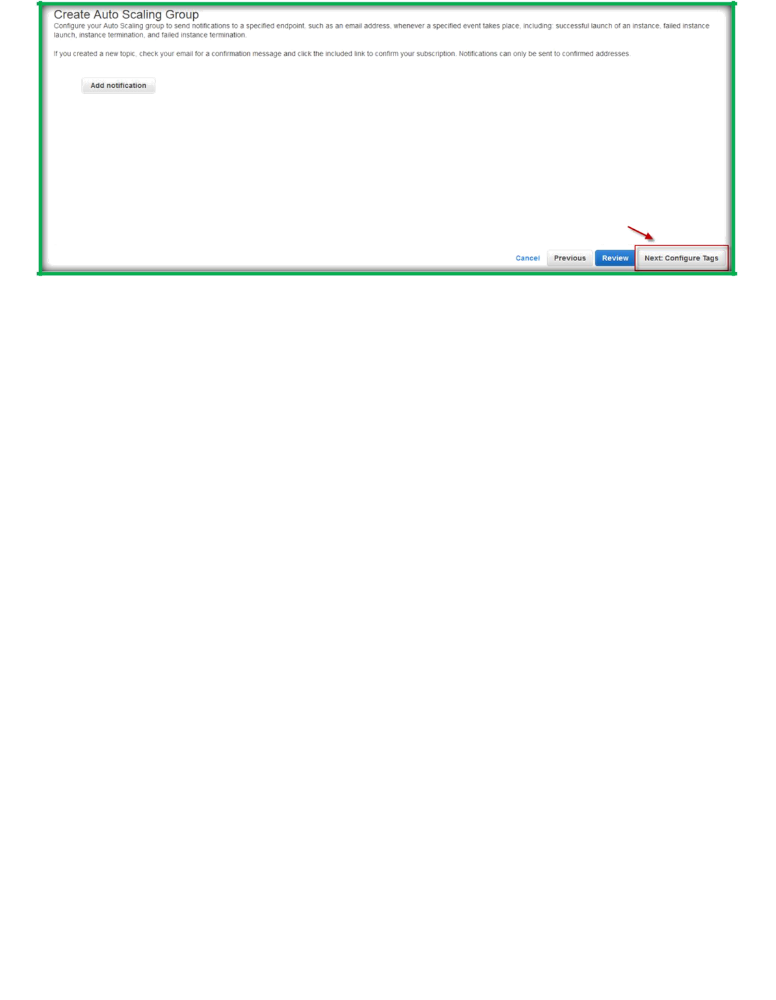 Create Auto Scaling Group
Configure your Auto Scaling group to send notifications to a specified endpoint, such as an email address, whenever a specified event takes place, including: successful launch of an instance, failed instance
launch, instance termination, and failed instance termination.
If you created a new topic, check your email for a confirmation message and click the included link to confirm your subscription. Notifications can only be sent to confirmed addresses.
Add notification
Cancel Previous Review Next: Configure Tags